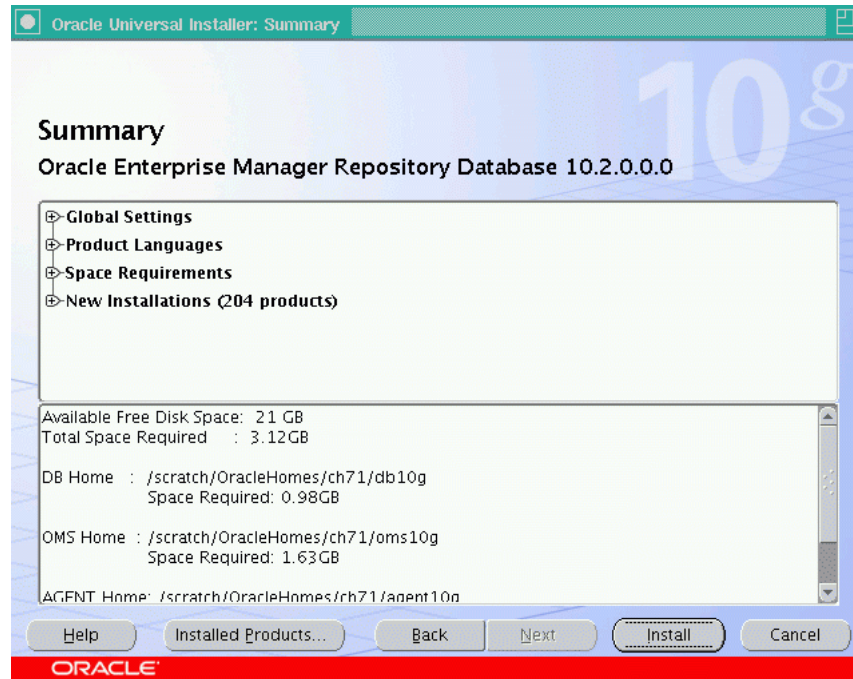 Oracle Universal Installer: Summary
10g
Summary
Oracle Enterprise Manager Repository Database 10.2.0.0.0
Global Settings
Product Languages
Space Requirements
New Installations (204 products)
Available Free Disk Space: 21 GB
Total Space Required : 3.12GB
DB Home : /scratch/OracleHomes/ch71/db10g
Space Required: 0.98GB
OMS Home : /scratch/OracleHomes/ch71/oms10g
Space Required: 1.63GB
AGENT Home: /scratch/OracleHomes/ch71/agent10g
Help Installed Products... Back Next Install Cancel
ORACLE